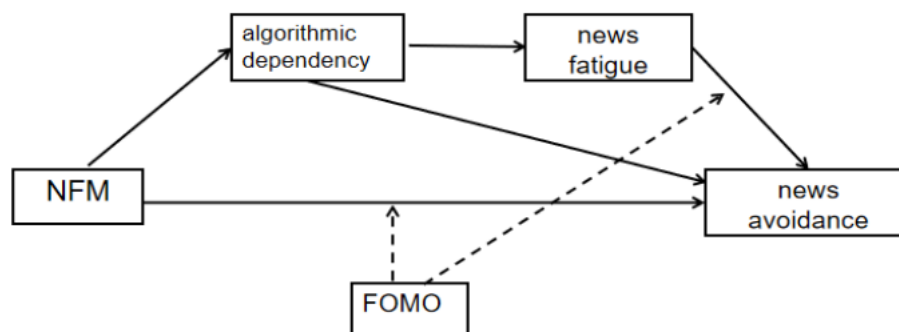 algorithmic
dependency
news
fatigue
NFM
news
avoidance
FOMO